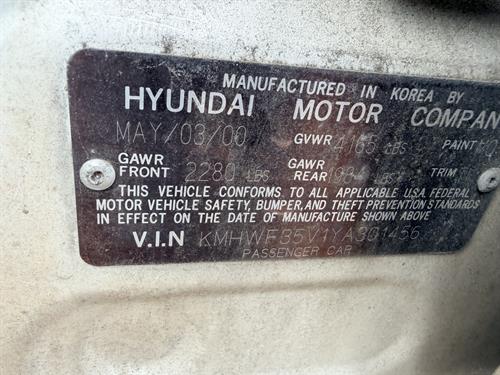 MANUFACTURED IN KOREA BY
HYUNDAI MOTOR COMPAN
MAY/03/00 GVWR 4165 LBS PAINT
GAWR FRONT 2280 LBS GAWR REAR LBS TRIM
THIS VEHICLE CONFORMS TO ALL APPLICABLE U.S.A. FEDERAL
MOTOR VEHICLE SAFETY, BUMPER, AND THEFT PREVENTION STANDARDS
IN EFFECT ON THE DATE OF MANUFACTURE SHOWN ABOVE
V.I.N KMHWF35V1YA301456
PASSENGER CAR